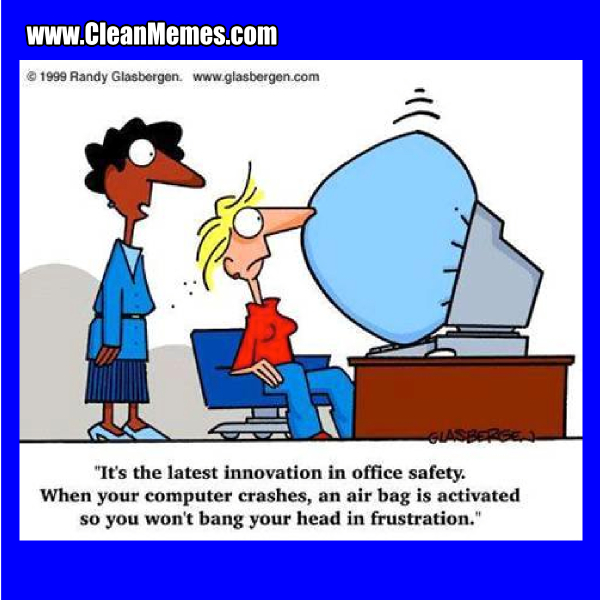 www.CleanMemes.com
© 1999 Randy Glasbergen. www.glasbergen.com
GLASBERGEN
"It's the latest innovation in office safety.
When your computer crashes, an air bag is activated
so you won't bang your head in frustration."